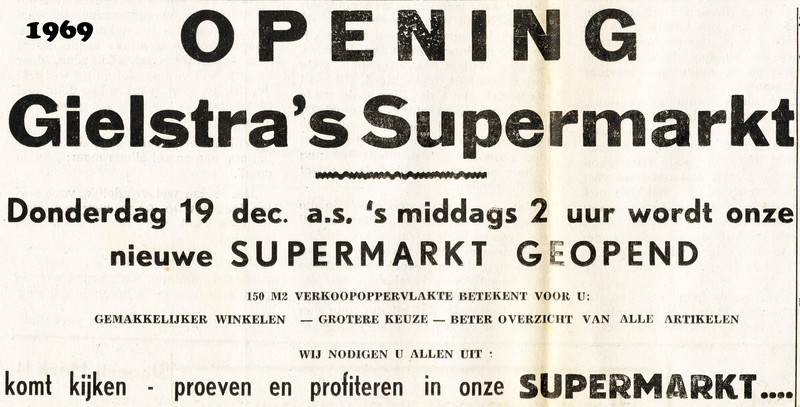 1969
OPENING
Gielstra's Supermarkt
Donderdag 19 dec. a.s. 's middags 2 uur wordt onze
nieuwe SUPERMARKT GEOPEND
150 M2 VERKOOPOPPERVLAKTE BETEKENT VOOR U:
GEMAKKELIJKER WINKELEN — GROTERE KEUZE — BETER OVERZICHT VAN ALLE ARTIKELEN
WIJ NODIGEN U ALLEN UIT :
komt kijken - proeven en profiteren in onze SUPERMARKT....